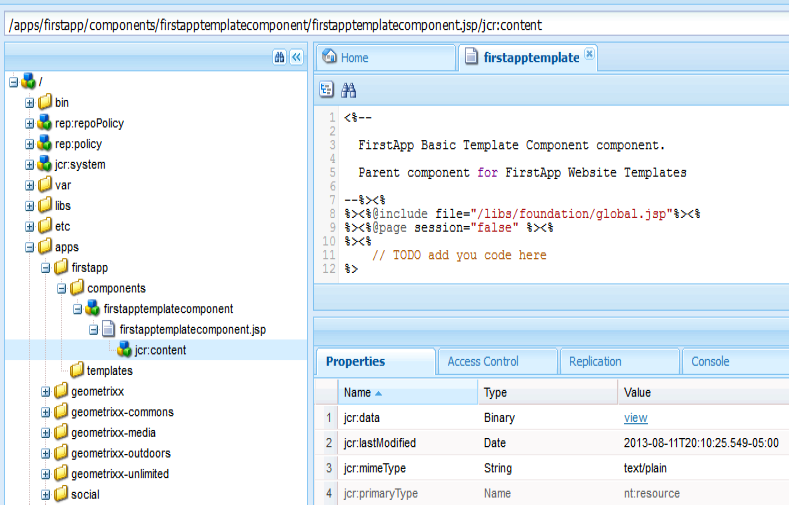 /apps/firstapp/components/firstapptemplatecomponent/firstapptemplatecomponent.jsp/jcr:content
/
bin
rep:repoPolicy
rep:policy
jcr:system
var
libs
etc
apps
firstapp
components
firstapptemplatecomponent
firstapptemplatecomponent.jsp
jcr:content
templates
geometrixx
geometrixx-commons
geometrixx-media
geometrixx-outdoors
geometrixx-unlimited
social
Home firstapptemplate
1 <%--
2
3 FirstApp Basic Template Component component.
4
5 Parent component for FirstApp Website Templates
6
7 --%><%
8 %><%@include file="/libs/foundation/global.jsp"%><%
9 %><%@page session="false" %><%
10 %><%
11 // TODO add you code here
12 %>
Properties Access Control Replication Console
Name Type Value
1 jcr:data Binary view
2 jcr:lastModified Date 2013-08-11T20:10:25.549-05:00
3 jcr:mimeType String text/plain
4 jcr:primaryType Name nt:resource